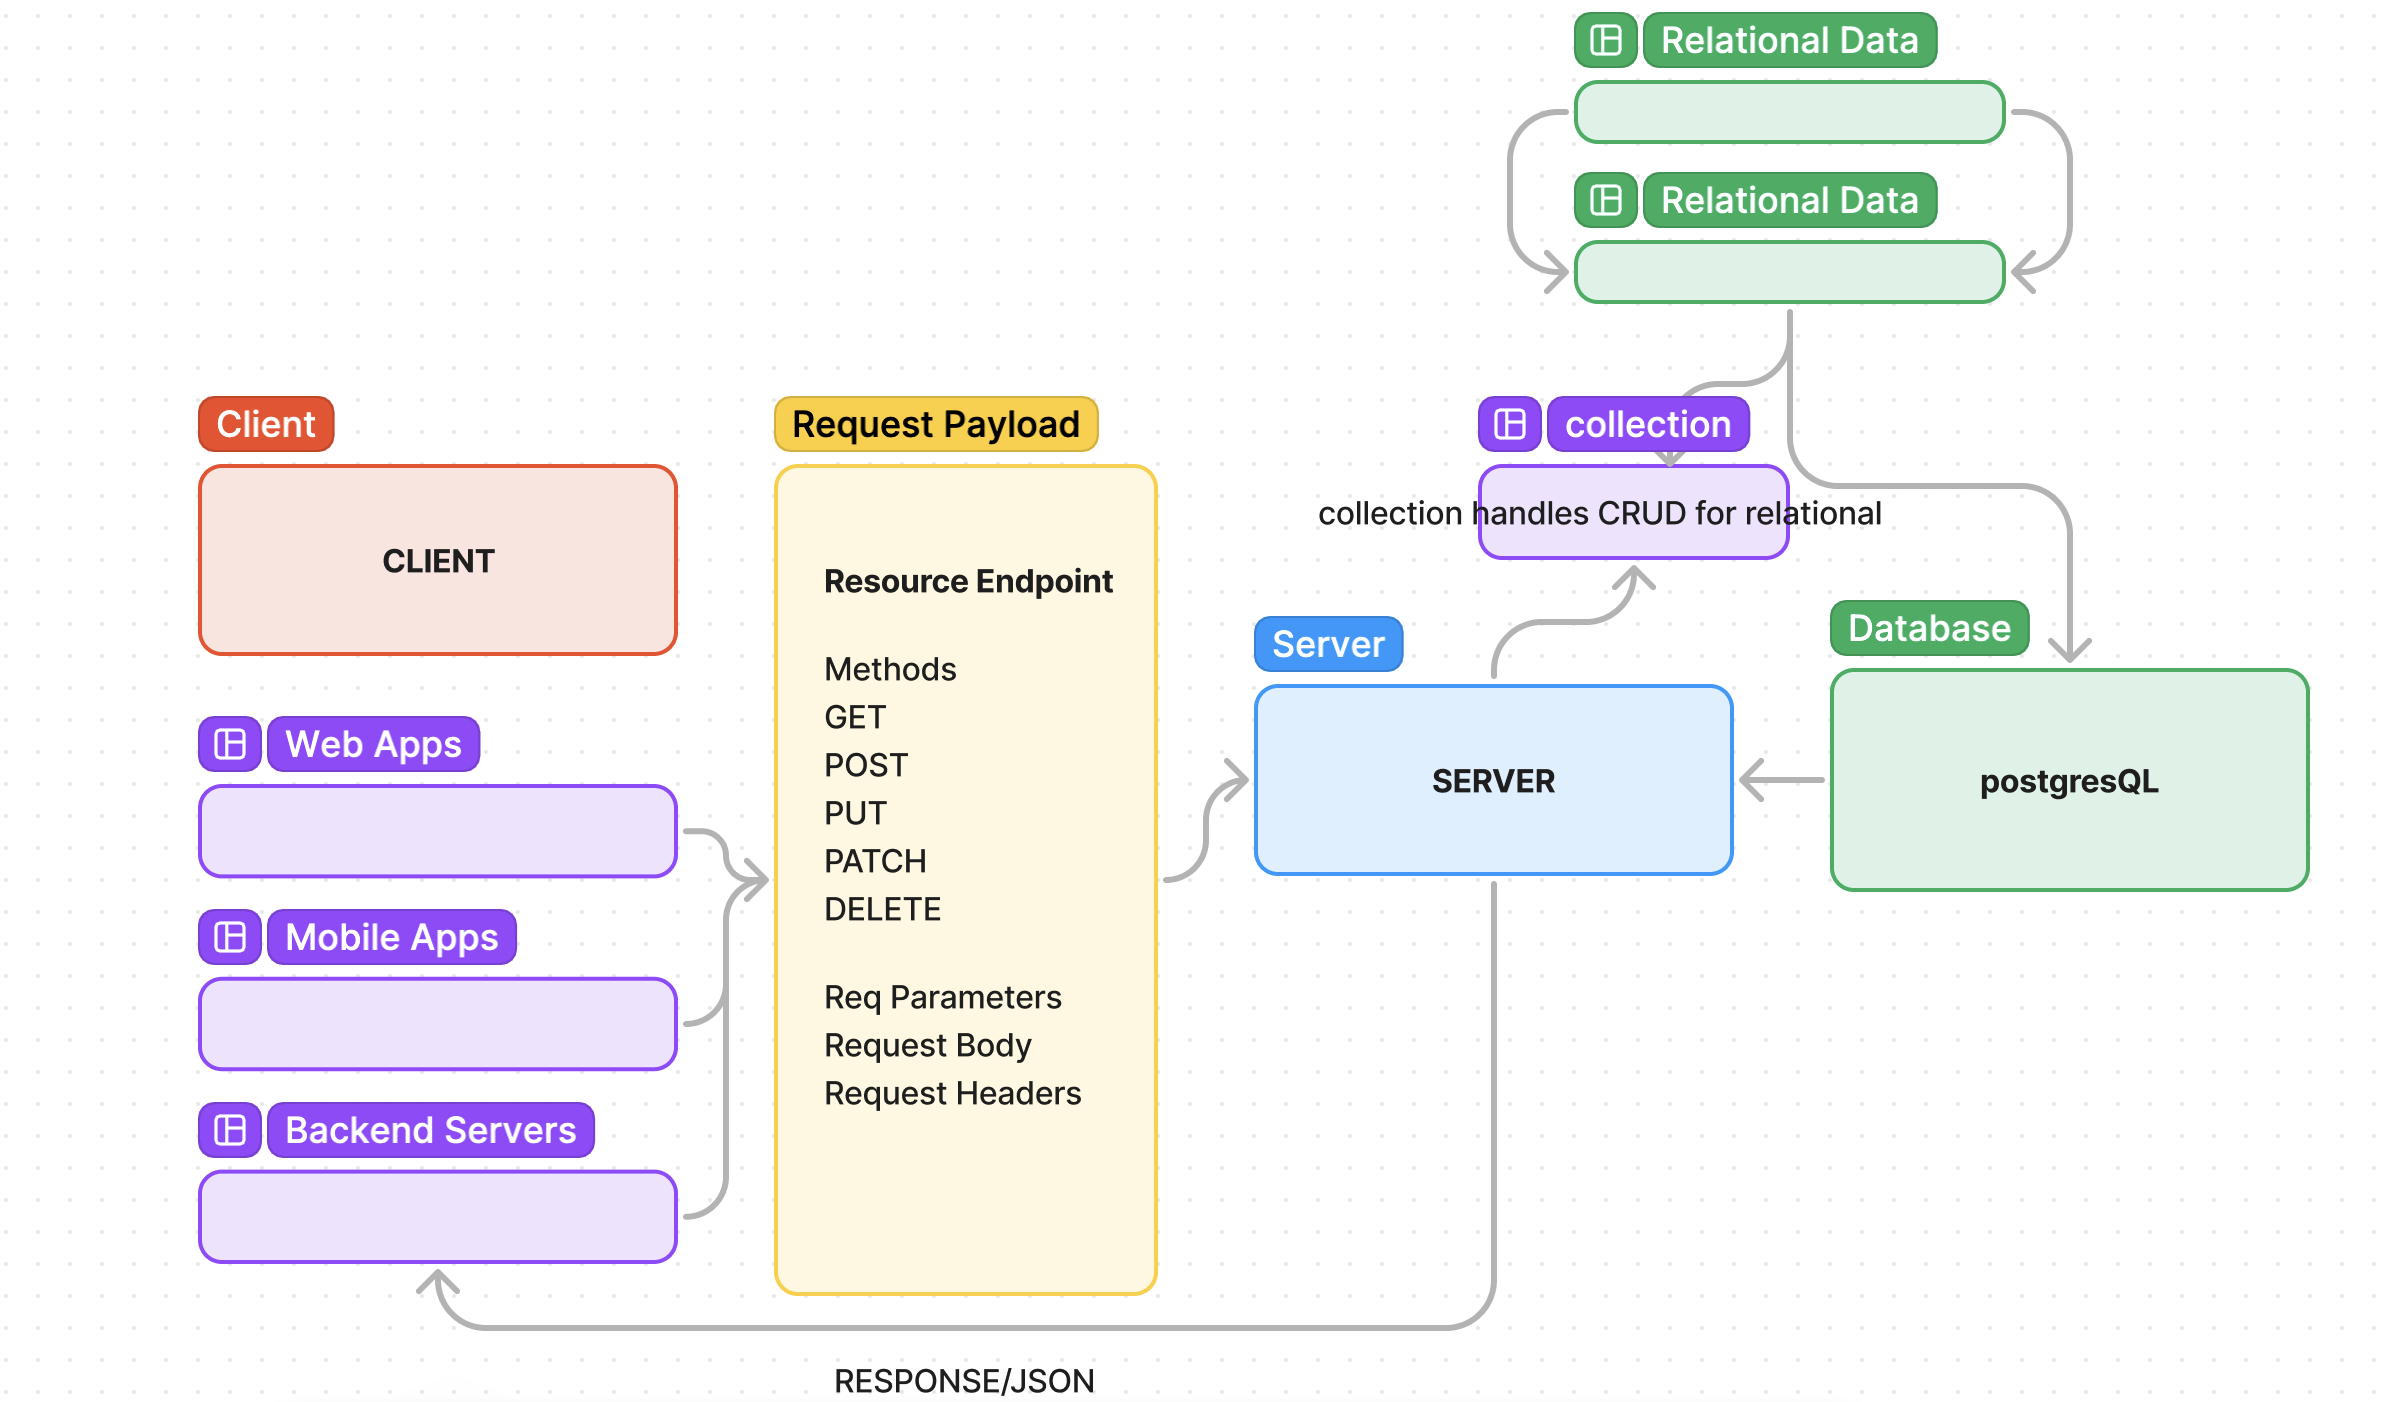 Relational Data
Relational Data
Client
CLIENT
Request Payload
Resource Endpoint
Methods
GET
POST
PUT
PATCH
DELETE
Req Parameters
Request Body
Request Headers
collection
collection handles CRUD for relational
Server
SERVER
Database
postgresQL
Web Apps
Mobile Apps
Backend Servers
RESPONSE/JSON